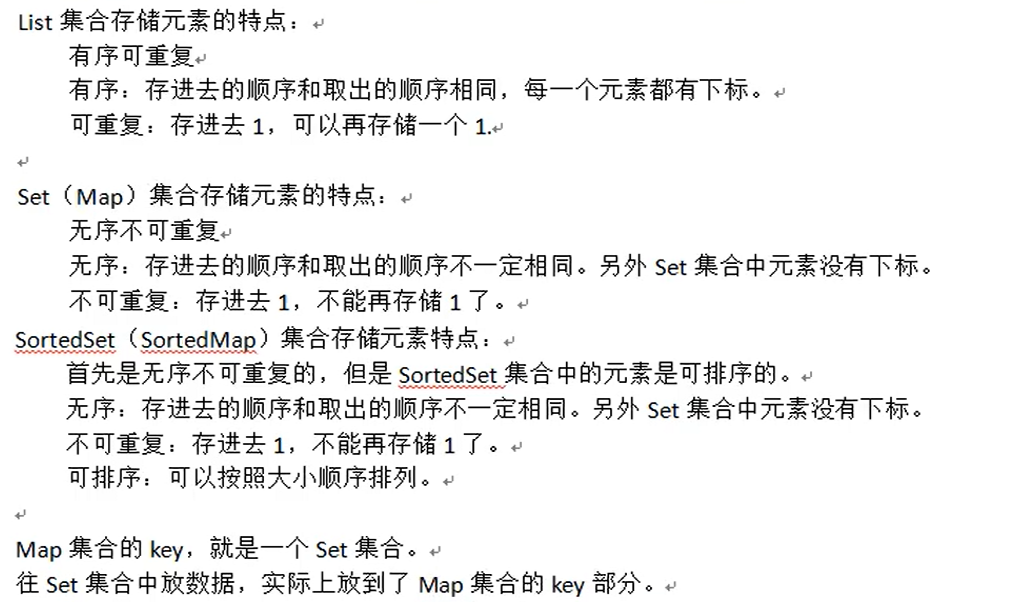 List 集合存储元素的特点：
有序可重复
有序：存进去的顺序和取出的顺序相同，每一个元素都有下标。
可重复：存进去 1，可以再存储一个 1.
Set（Map）集合存储元素的特点：
无序不可重复
无序：存进去的顺序和取出的顺序不一定相同。另外 Set 集合中元素没有下标。
不可重复：存进去 1，不能再存储 1 了。
SortedSet（SortedMap）集合存储元素特点：
首先是无序不可重复的，但是 SortedSet 集合中的元素是可排序的。
无序：存进去的顺序和取出的顺序不一定相同。另外 Set 集合中元素没有下标。
不可重复：存进去 1，不能再存储 1 了。
可排序：可以按照大小顺序排列。
Map 集合的 key，就是一个 Set 集合。
往 Set 集合中放数据，实际上放到了 Map 集合的 key 部分。